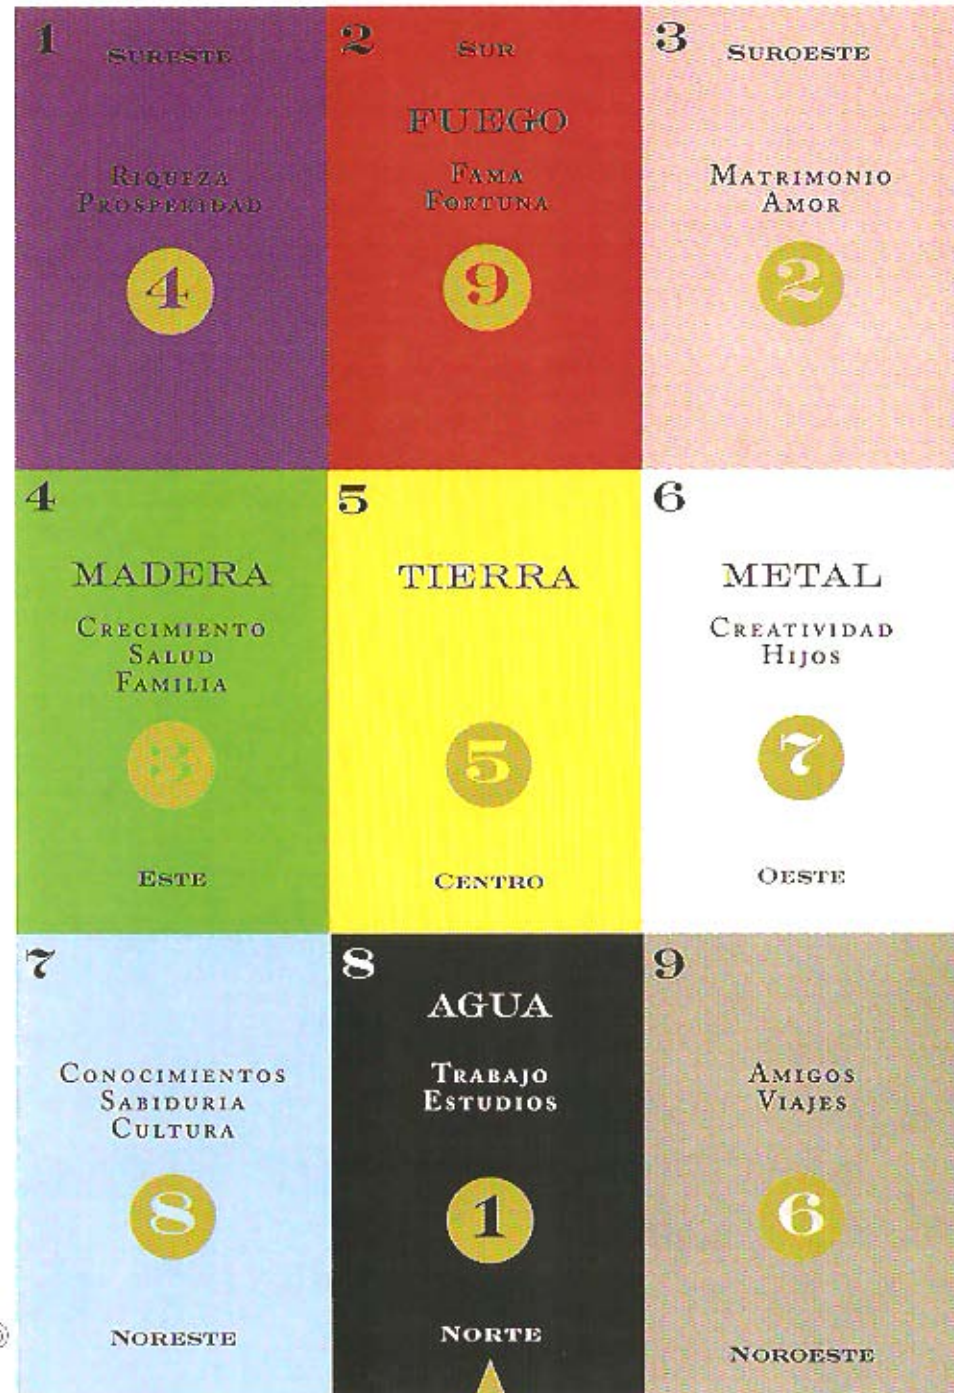 1
SURESTE
RIQUEZA
PROSPERIDAD
4
2
SUR
FUEGO
FAMA
FORTUNA
9
3
SUROESTE
MATRIMONIO
AMOR
2
4
MADERA
CRECIMIENTO
SALUD
FAMILIA
3
ESTE
5
TIERRA
5
CENTRO
6
METAL
CREATIVIDAD
HIJOS
7
OESTE
7
CONOCIMIENTOS
SABIDURIA
CULTURA
8
NORESTE
8
AGUA
TRABAJO
ESTUDIOS
1
NORTE
9
AMIGOS
VIAJES
6
NOROESTE